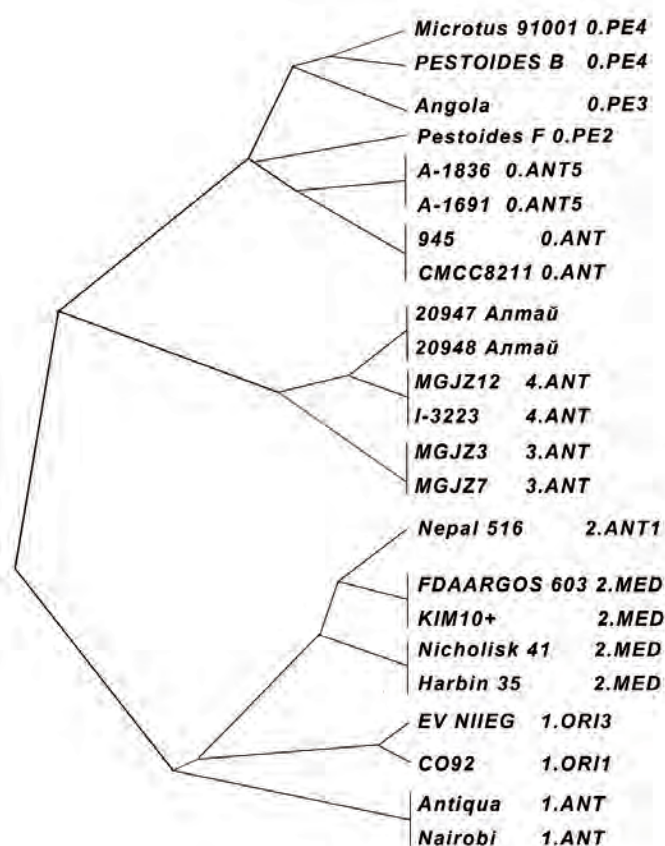 Microtus 91001 0.PE4
PESTOIDES B 0.PE4
Angola 0.PE3
Pestoides F 0.PE2
A-1836 0.ANT5
A-1691 0.ANT5
945 0.ANT
CMCC8211 0.ANT
20947 Алтай
20948 Алтай
MGJZ12 4.ANT
I-3223 4.ANT
MGJZ3 3.ANT
MGJZ7 3.ANT
Nepal 516 2.ANT1
FDAARGOS 603 2.MED
KIM10+ 2.MED
Nicholisk 41 2.MED
Harbin 35 2.MED
EV NIIEG 1.ORI3
CO92 1.ORI1
Antiqua 1.ANT
Nairobi 1.ANT